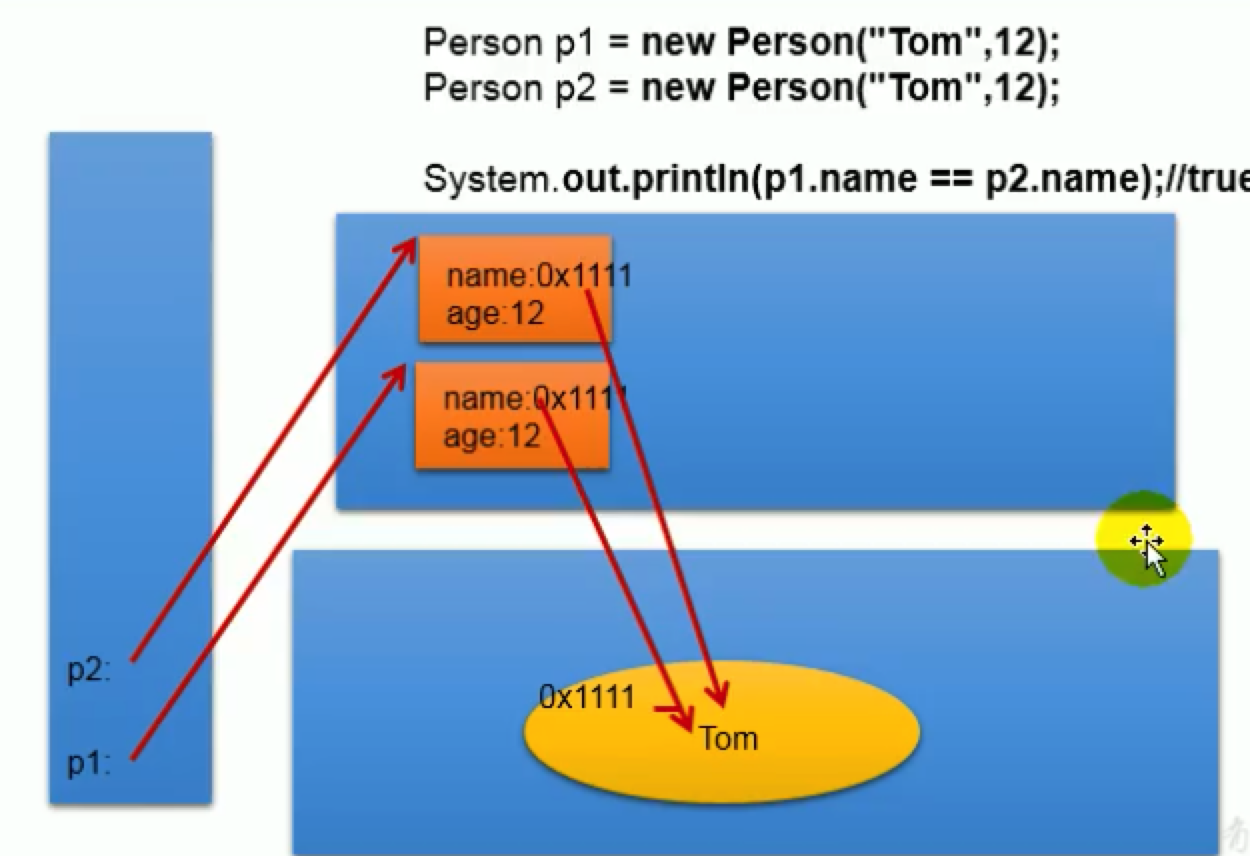 Person p1 = new Person("Tom",12);
Person p2 = new Person("Tom",12);
System.out.println(p1.name == p2.name);//true
name:0x1111
age:12
name:0x1111
age:12
p2:
p1:
0x1111
Tom